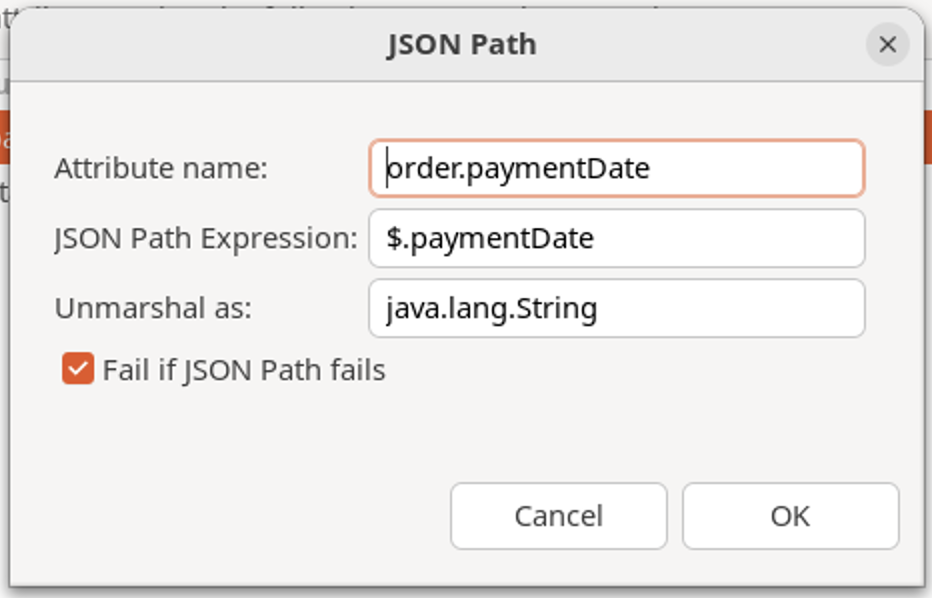 JSON Path
Attribute name: order.paymentDate
JSON Path Expression: $.paymentDate
Unmarshal as: java.lang.String
Fail if JSON Path fails
Cancel OK